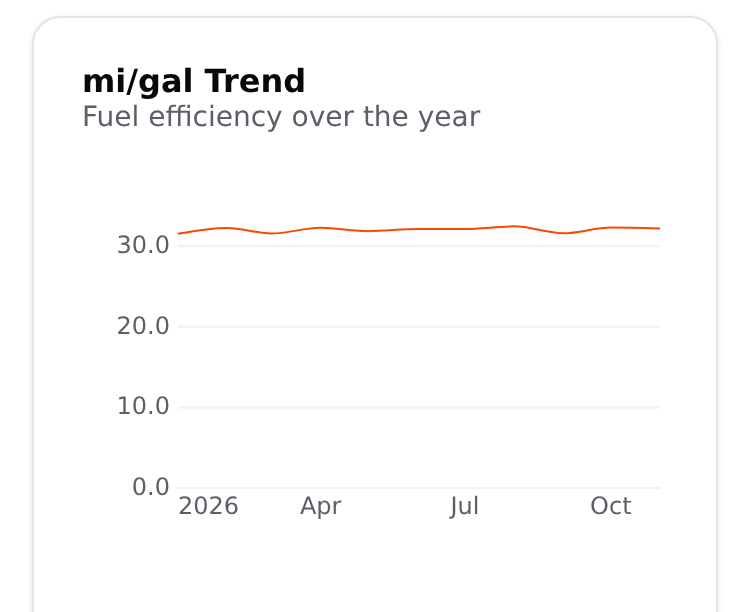 mi/gal Trend
Fuel efficiency over the year
30.0
20.0
10.0
0.0
2026 Apr Jul Oct